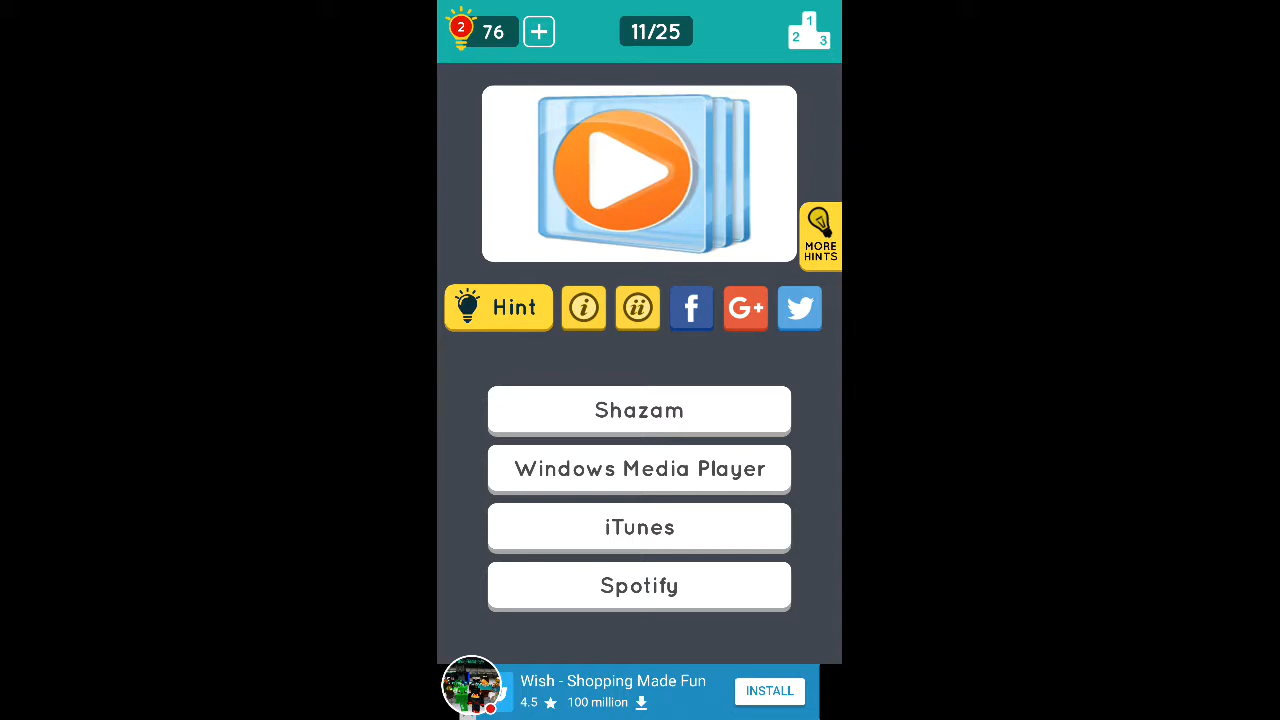 2 76 + 11/25 1 2 3
MORE
HINTS
Hint i ii f G+
Shazam
Windows Media Player
iTunes
Spotify
Wish - Shopping Made Fun
4.5 ★ 100 million
INSTALL